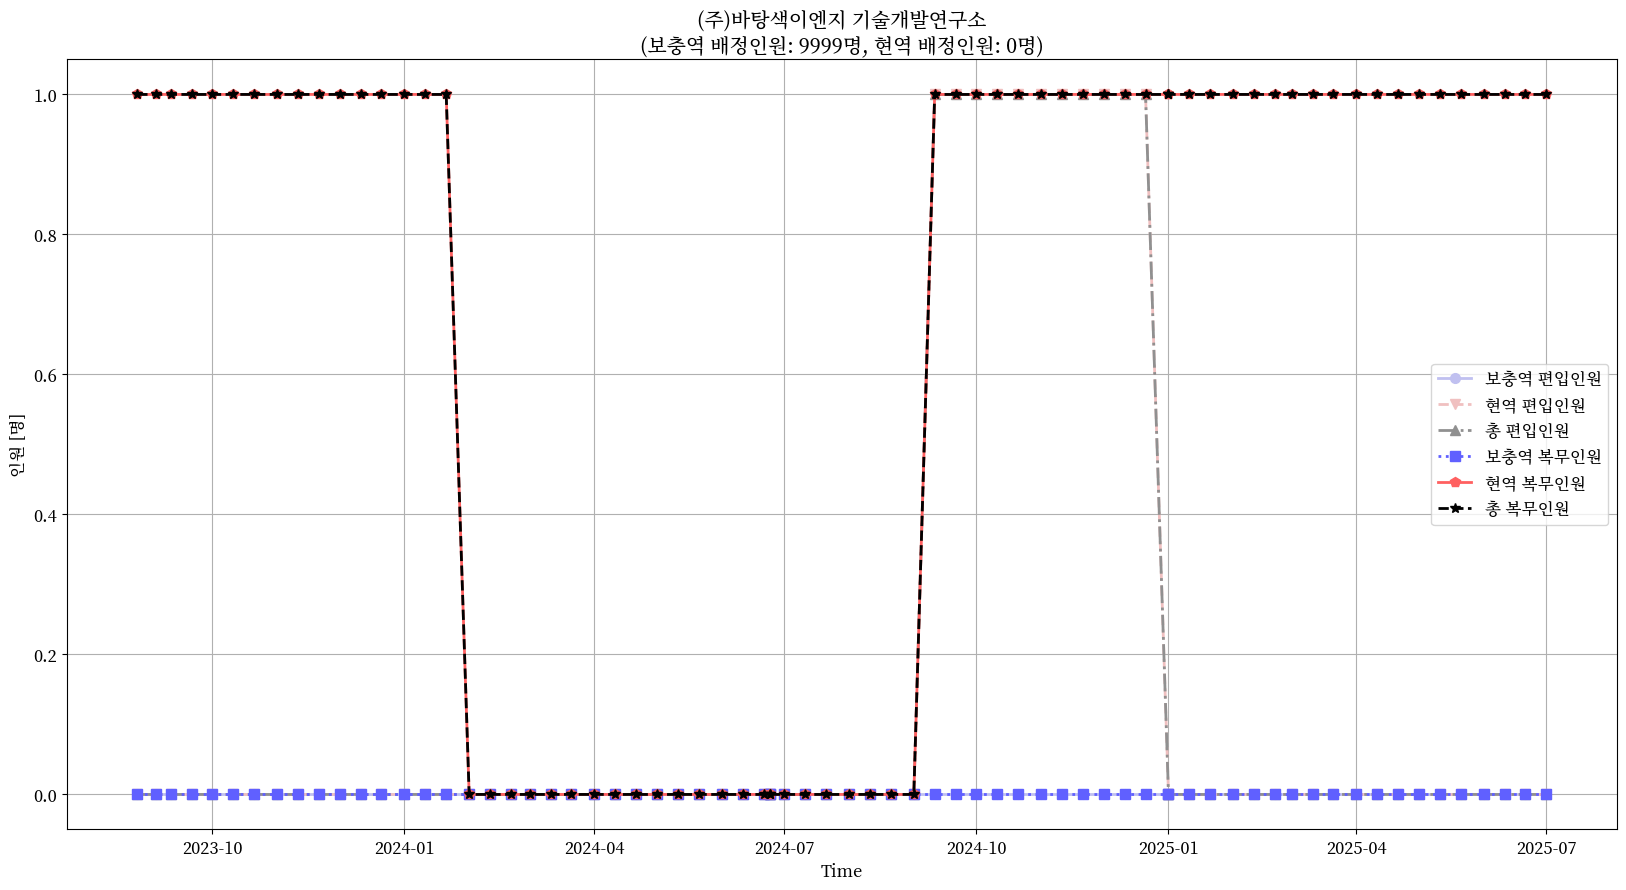 (주)바탕색이엔지 기술개발연구소
(보충역 배정인원: 9999명, 현역 배정인원: 0명)
인원 [명]
1.0
0.8
0.6
0.4
0.2
0.0
보충역 편입인원
현역 편입인원
총 편입인원
보충역 복무인원
현역 복무인원
총 복무인원
2023-10
2024-01
2024-04
2024-07
2024-10
2025-01
2025-04
2025-07
Time